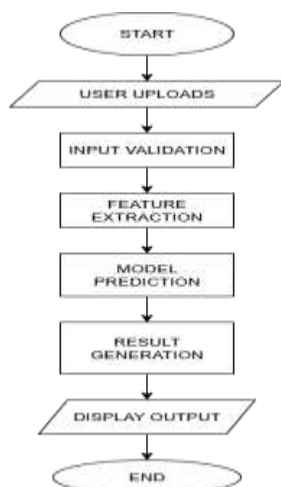 START
USER UPLOADS
INPUT VALIDATION
FEATURE
EXTRACTION
MODEL
PREDICTION
RESULT
GENERATION
DISPLAY OUTPUT
END